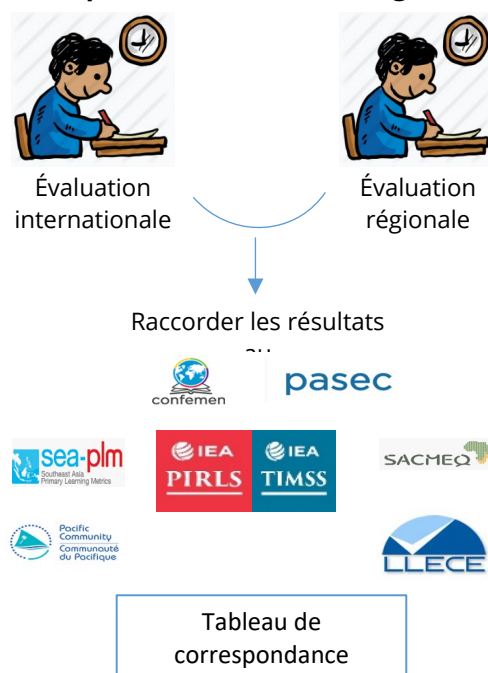 Évaluation
internationale
Évaluation
régionale
Raccorder les résultats
confemen
pasec
sea-plm
Southeast Asia
Primary Learning Metrics
IEA
PIRLS
IEA
TIMSS
SACMEQ
Pacific
Community
Communauté
du Pacifique
LLECE
Tableau de
correspondance